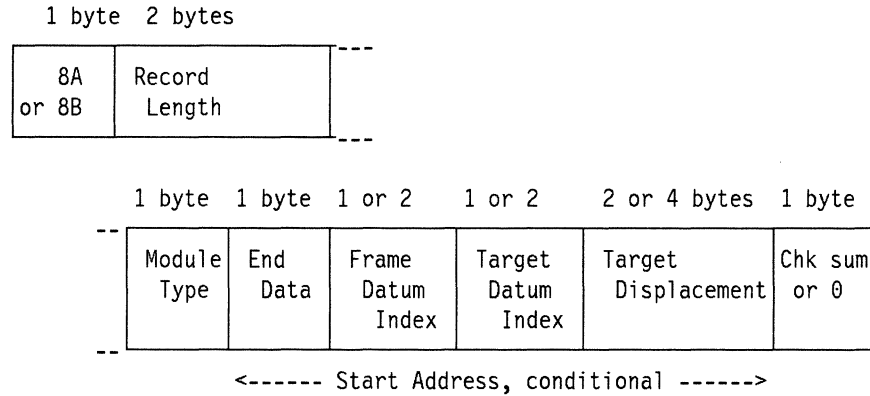 1 byte 2 bytes
8A Record
or 8B Length
1 byte 1 byte 1 or 2 1 or 2 2 or 4 bytes 1 byte
Module End Frame Target Target Chk sum
Type Data Datum Datum Displacement or 0
Index Index
<------ Start Address, conditional ------>